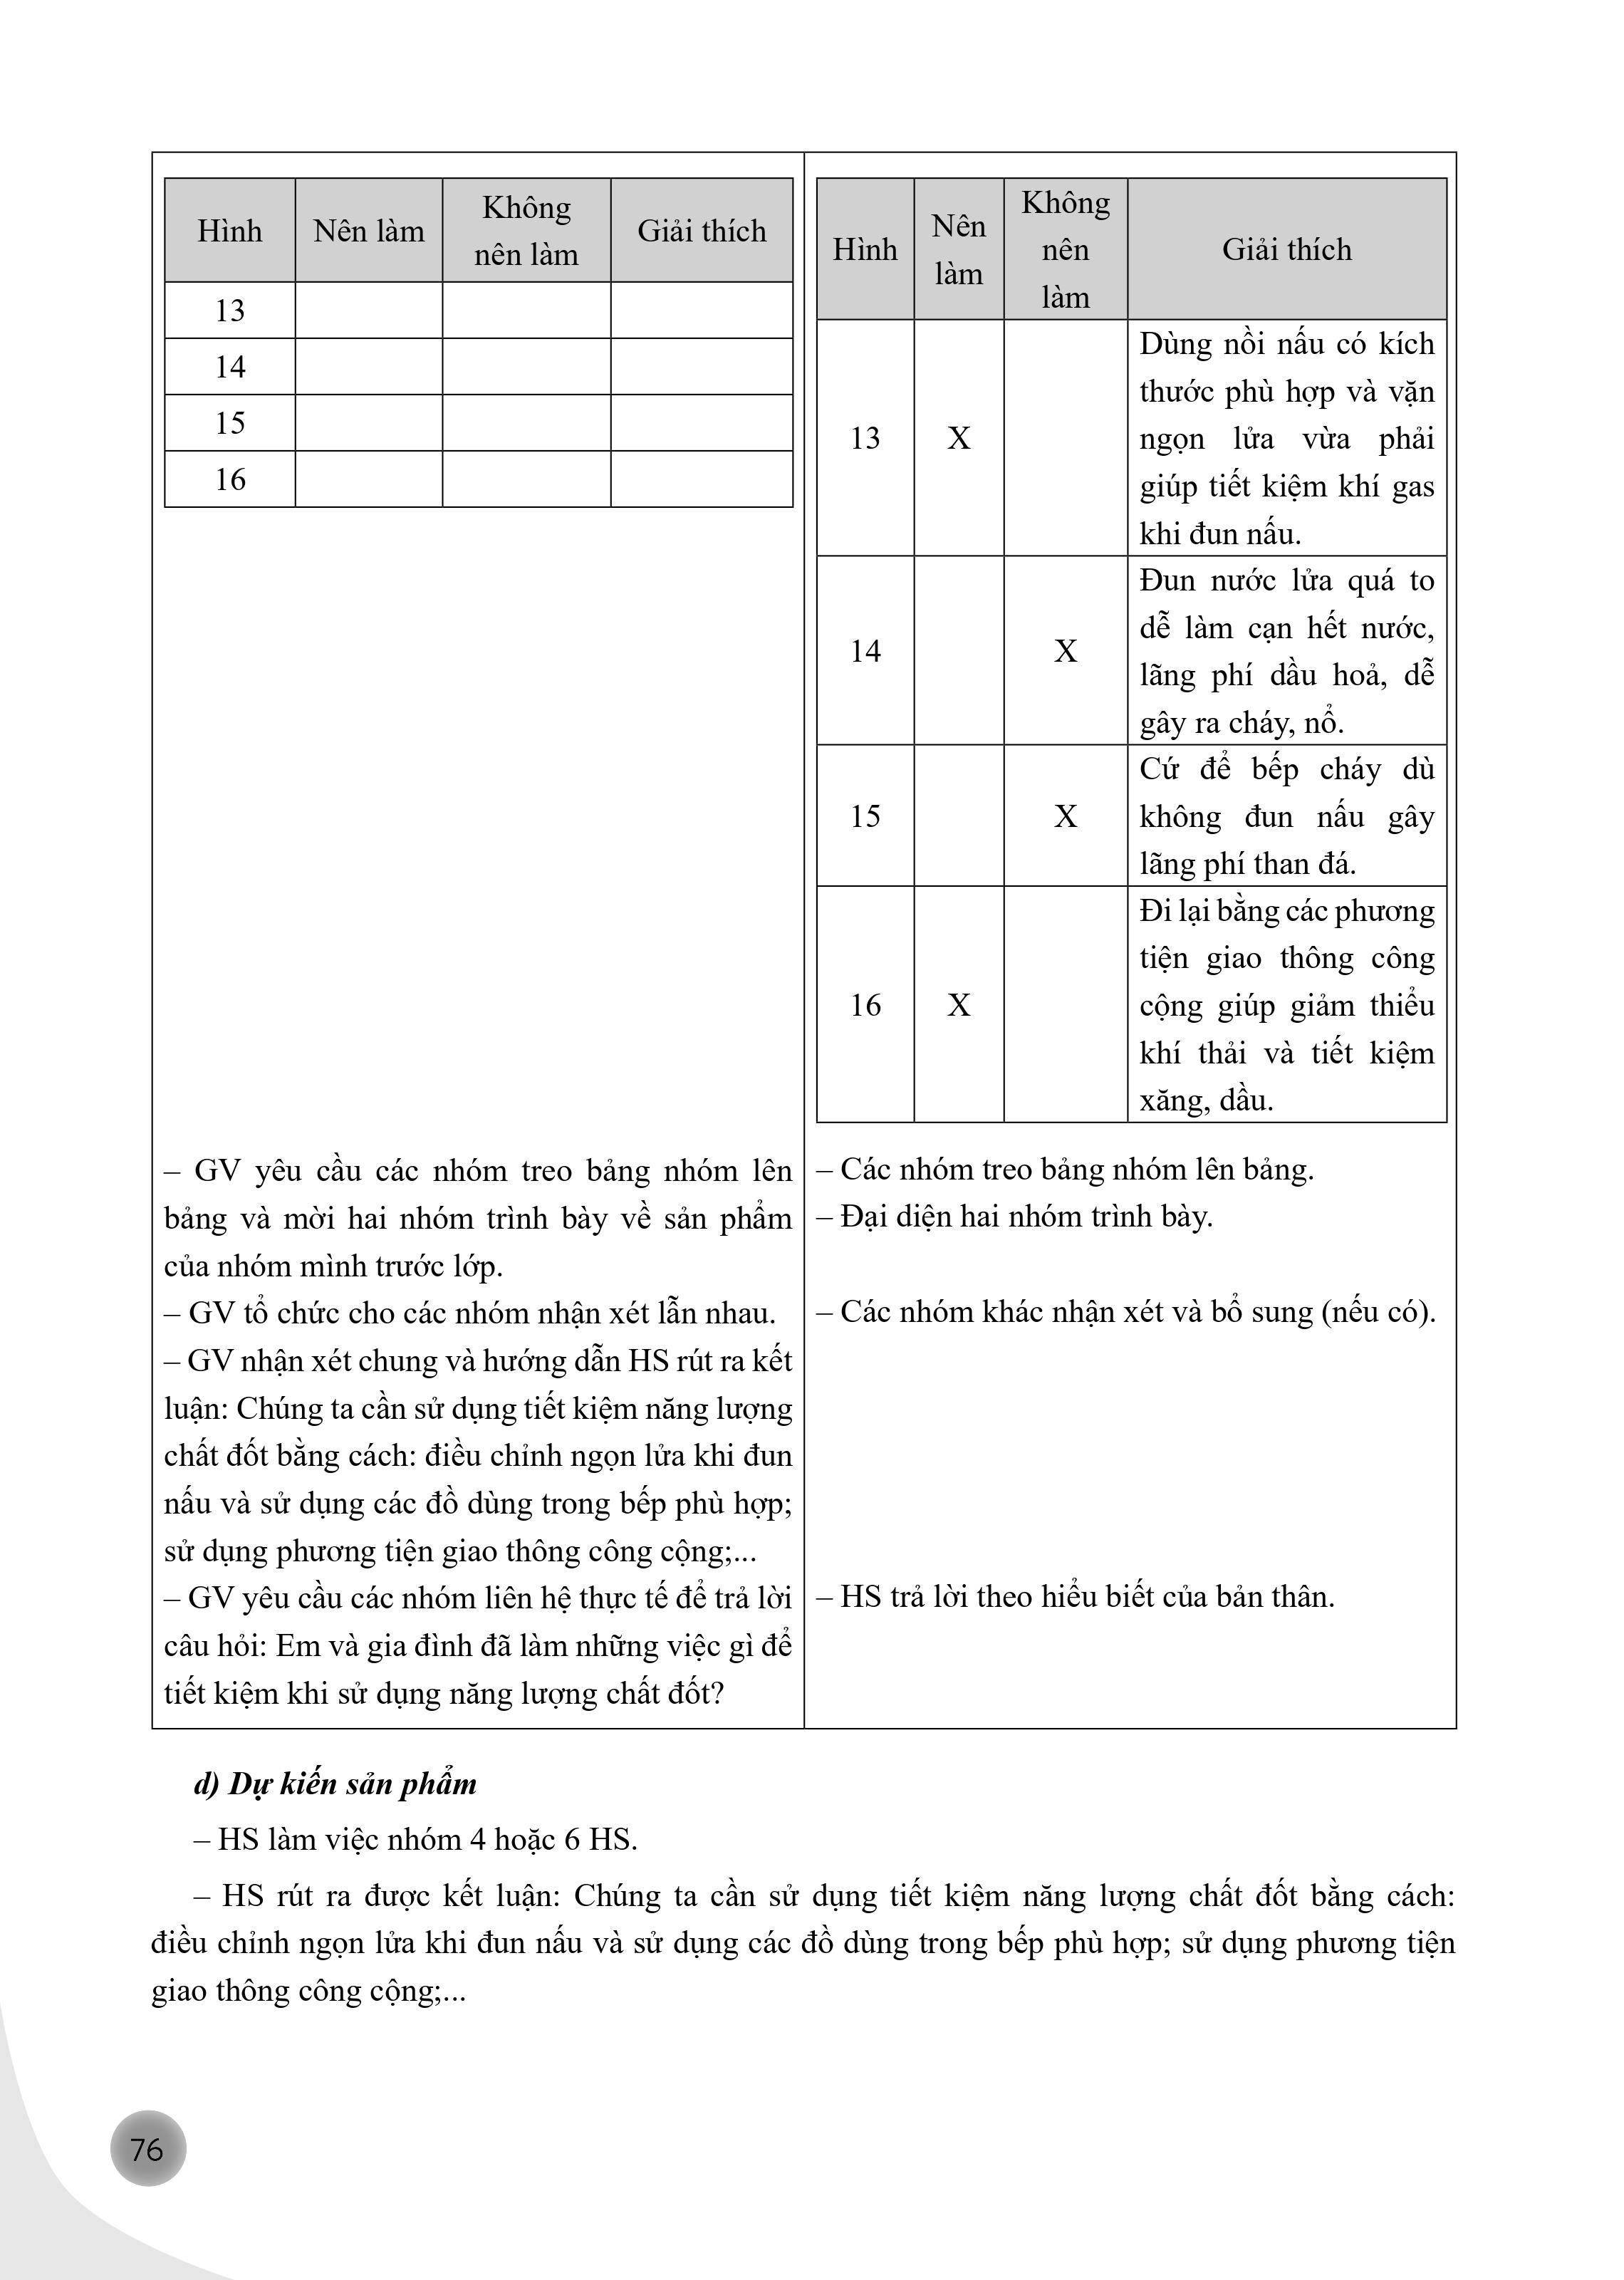 Hình Nên làm Không nên làm Giải thích
13
14
15
16
– GV yêu cầu các nhóm treo bảng nhóm lên
bảng và mời hai nhóm trình bày về sản phẩm
của nhóm mình trước lớp.
– GV tổ chức cho các nhóm nhận xét lẫn nhau.
– GV nhận xét chung và hướng dẫn HS rút ra kết
luận: Chúng ta cần sử dụng tiết kiệm năng lượng
chất đốt bằng cách: điều chỉnh ngọn lửa khi đun
nấu và sử dụng các đồ dùng trong bếp phù hợp;
sử dụng phương tiện giao thông công cộng;...
– GV yêu cầu các nhóm liên hệ thực tế để trả lời
câu hỏi: Em và gia đình đã làm những việc gì để
tiết kiệm khi sử dụng năng lượng chất đốt?
Hình Nên làm Không nên làm Giải thích
Dùng nồi nấu có kích
thước phù hợp và vặn
13 X ngọn lửa vừa phải
giúp tiết kiệm khí gas
khi đun nấu.
Đun nước lửa quá to
dễ làm cạn hết nước,
14 X
lãng phí dầu hoả, dễ
gây ra cháy, nổ.
Cứ để bếp cháy dù
15 X không đun nấu gây
lãng phí than đá.
Đi lại bằng các phương
tiện giao thông công
16 X cộng giúp giảm thiểu
khí thải và tiết kiệm
xăng, dầu.
– Các nhóm treo bảng nhóm lên bảng.
– Đại diện hai nhóm trình bày.
– Các nhóm khác nhận xét và bổ sung (nếu có).
– HS trả lời theo hiểu biết của bản thân.
d) Dự kiến sản phẩm
– HS làm việc nhóm 4 hoặc 6 HS.
– HS rút ra được kết luận: Chúng ta cần sử dụng tiết kiệm năng lượng chất đốt bằng cách:
điều chỉnh ngọn lửa khi đun nấu và sử dụng các đồ dùng trong bếp phù hợp; sử dụng phương tiện
giao thông công cộng;...
76